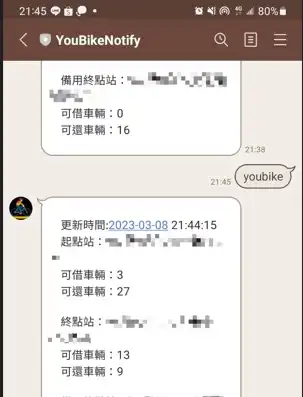 21:45
80%
YouBikeNotify
備用終點站：
可借車輛：0
可還車輛：16
21:38
21:45
youbike
更新時間:2023-03-08 21:44:15
起點站：
可借車輛：3
可還車輛：27
終點站：
可借車輛：13
可還車輛：9